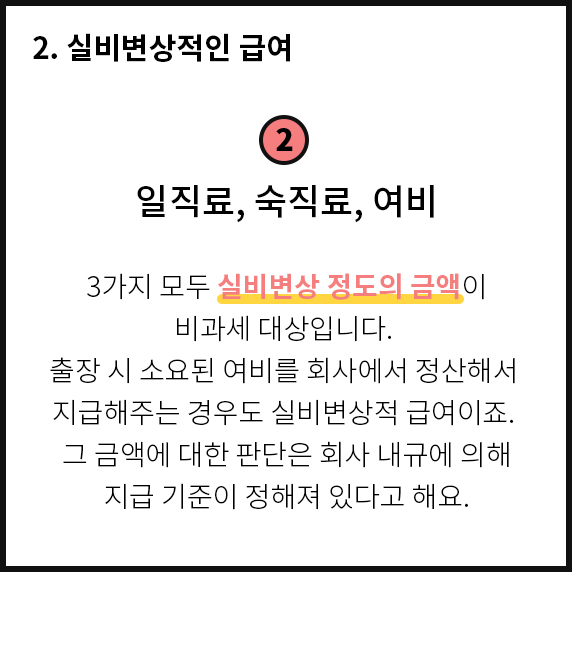 2. 실비변상적인 급여
2
일직료, 숙직료, 여비
3가지 모두 실비변상 정도의 금액이
비과세 대상입니다.
출장 시 소요된 여비를 회사에서 정산해서
지급해주는 경우도 실비변상적 급여이죠.
그 금액에 대한 판단은 회사 내규에 의해
지급 기준이 정해져 있다고 해요.